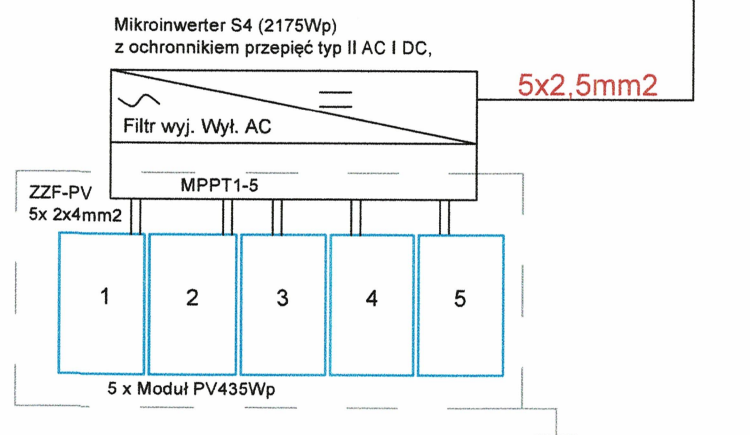 Mikroinwerter S4 (2175Wp)
z ochronnikiem przepięć typ II AC I DC,
5x2,5mm2
Filtr wyj. Wył. AC
MPPT1-5
ZZF-PV
5x 2x4mm2
1 2 3 4 5
5 x Moduł PV435Wp